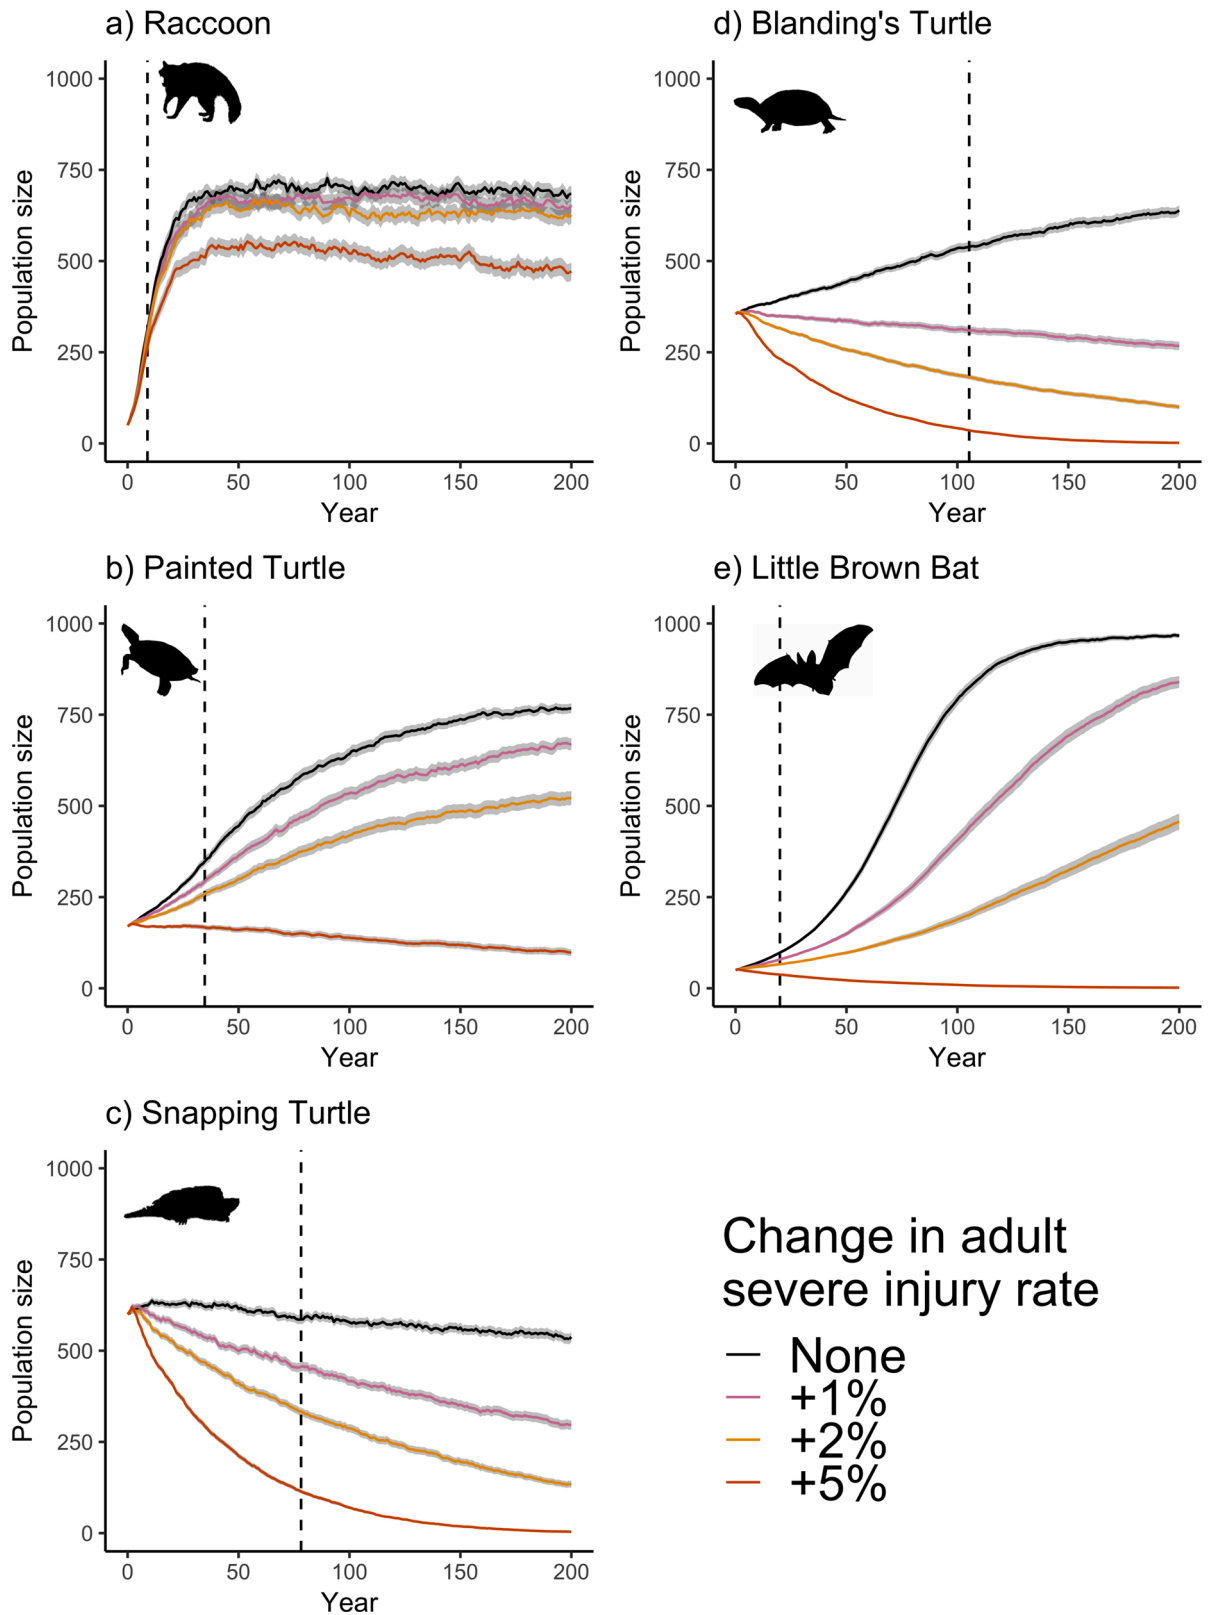 a) Raccoon
1000
750
500
250
0
Population size
0 50 100 150 200
Year
d) Blanding's Turtle
1000
750
500
250
0
Population size
0 50 100 150 200
Year
b) Painted Turtle
1000
750
500
250
0
Population size
0 50 100 150 200
Year
e) Little Brown Bat
1000
750
500
250
0
Population size
0 50 100 150 200
Year
c) Snapping Turtle
1000
750
500
250
0
Population size
0 50 100 150 200
Year
Change in adult
severe injury rate
None
+1%
+2%
+5%